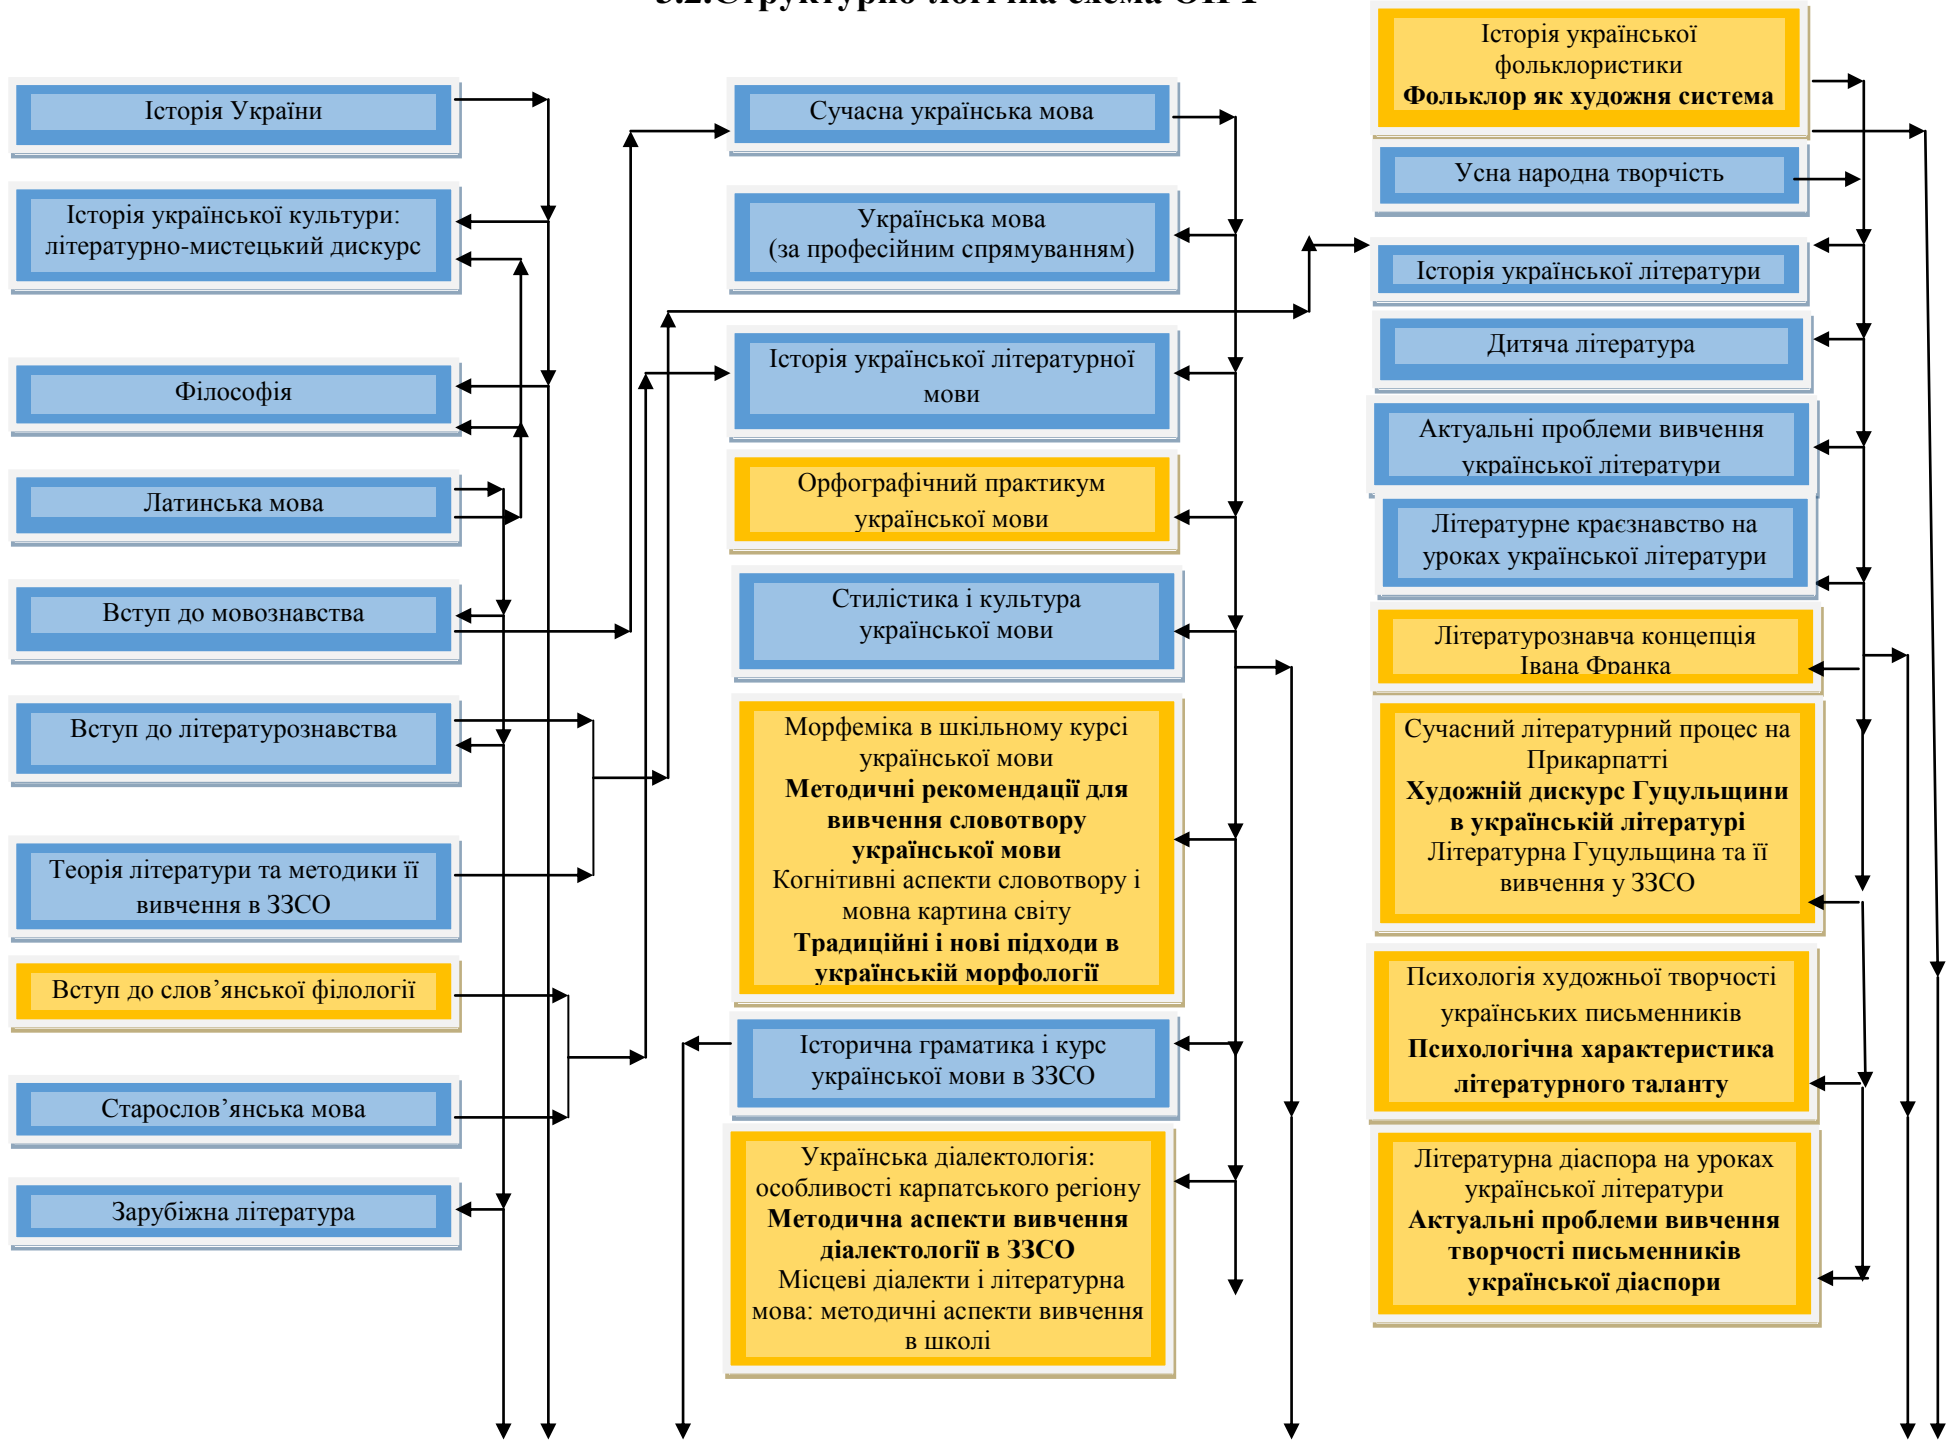 3.2.Структурно-логічна схема ОПП
Історія України
Історія української культури:
літературно-мистецький дискурс
Філософія
Латинська мова
Вступ до мовознавства
Вступ до літературознавства
Теорія літератури та методики її
вивчення в ЗЗСО
Вступ до слов’янської філології
Старослов’янська мова
Зарубіжна література
Сучасна українська мова
Українська мова
(за професійним спрямуванням)
Історія української літературної
мови
Орфографічний практикум
української мови
Стилістика і культура
української мови
Морфеміка в шкільному курсі
української мови
Методичні рекомендації для
вивчення словотвору
української мови
Когнітивні аспекти словотвору і
мовна картина світу
Традиційні і нові підходи в
українській морфології
Історична граматика і курс
української мови в ЗЗСО
Українська діалектологія:
особливості карпатського регіону
Методична аспекти вивчення
діалектології в ЗЗСО
Місцеві діалекти і літературна
мова: методичні аспекти вивчення
в школі
Історія української
фольклористики
Фольклор як художня система
Усна народна творчість
Історія української літератури
Дитяча література
Актуальні проблеми вивчення
української літератури
Літературне краєзнавство на
уроках української літератури
Літературознавча концепція
Івана Франка
Сучасний літературний процес на
Прикарпатті
Художній дискурс Гуцульщини
в українській літературі
Літературна Гуцульщина та її
вивчення у ЗЗСО
Психологія художньої творчості
українських письменників
Психологічна характеристика
літературного таланту
Літературна діаспора на уроках
української літератури
Актуальні проблеми вивчення
творчості письменників
української діаспори